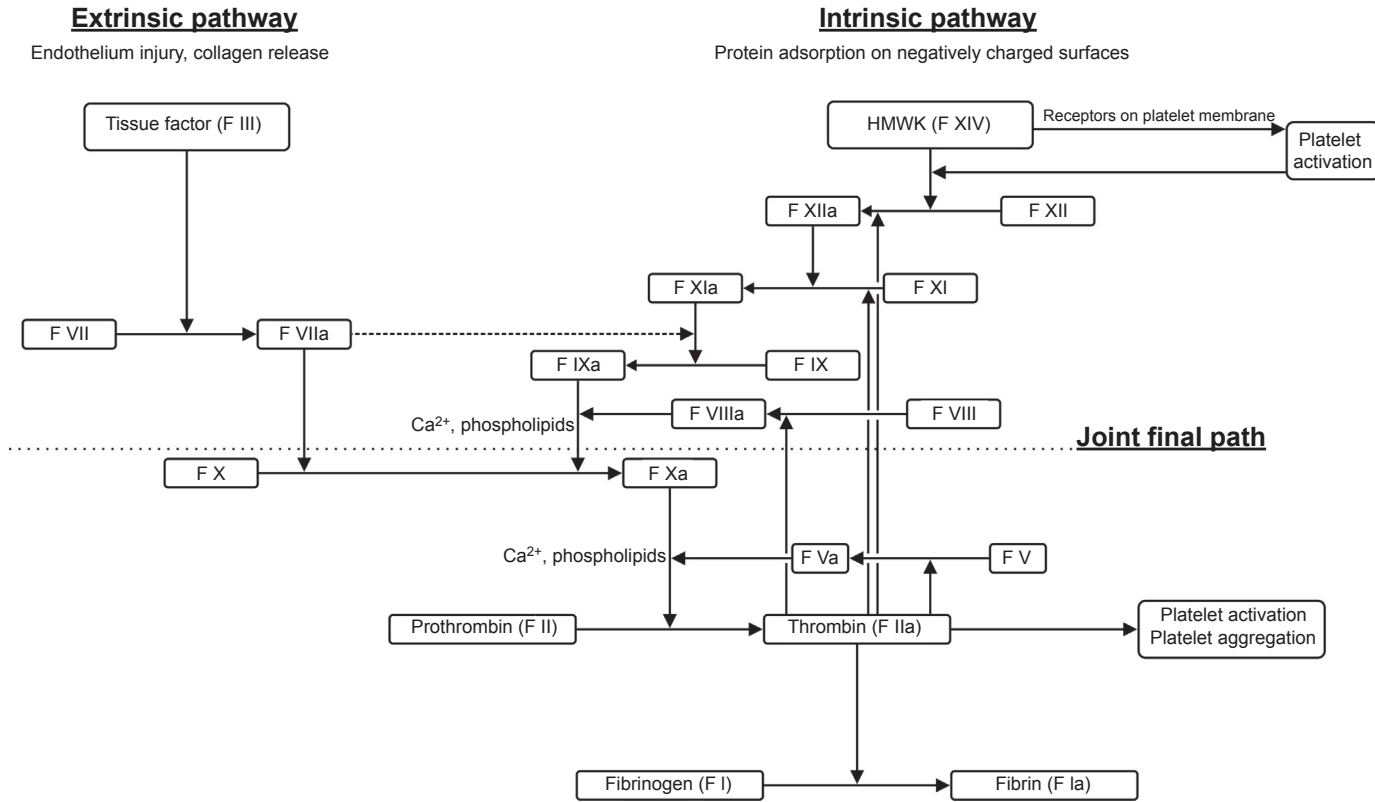 Extrinsic pathway
Endothelium injury, collagen release
Intrinsic pathway
Protein adsorption on negatively charged surfaces
Tissue factor (F III)
HMWK (F XIV)
Receptors on platelet membrane
Platelet
activation
F XIIa
F XII
F XIa
F XI
F VII
F VIIa
F IXa
F IX
Ca²⁺, phospholipids
F VIIIa
F VIII
Joint final path
F X
F Xa
Ca²⁺, phospholipids
F Va
F V
Prothrombin (F II)
Thrombin (F IIa)
Platelet activation
Platelet aggregation
Fibrinogen (F I)
Fibrin (F Ia)